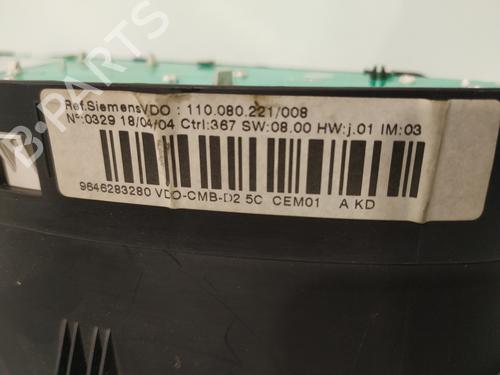 Ref.SiemensVDO : 110.080.221/008
Nº:0329 18/04/04 Ctrl:367 SW:08.00 HW:j.01 IM:03
9646283280 VDO-CMB-D2 5C CEM01 A KD
B-PARTS